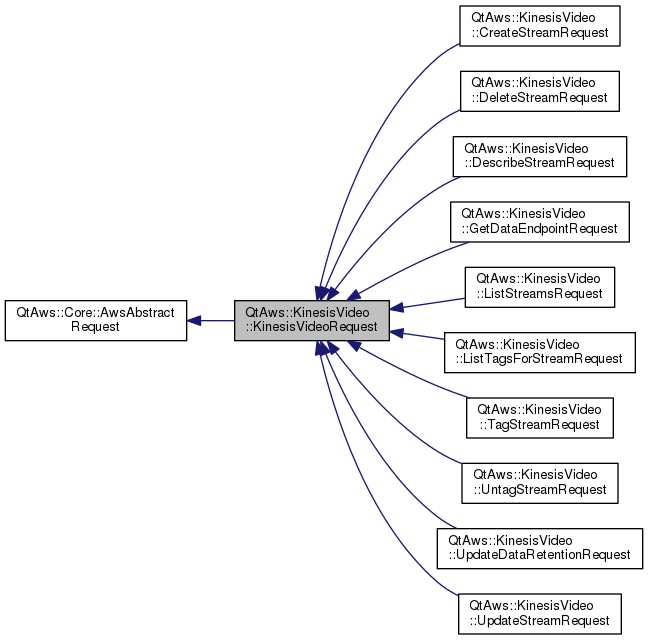 QtAws::KinesisVideo
::CreateStreamRequest
QtAws::KinesisVideo
::DeleteStreamRequest
QtAws::KinesisVideo
::DescribeStreamRequest
QtAws::KinesisVideo
::GetDataEndpointRequest
QtAws::KinesisVideo
::ListStreamsRequest
QtAws::Core::AwsAbstract
Request
QtAws::KinesisVideo
::KinesisVideoRequest
QtAws::KinesisVideo
::ListTagsForStreamRequest
QtAws::KinesisVideo
::TagStreamRequest
QtAws::KinesisVideo
::UntagStreamRequest
QtAws::KinesisVideo
::UpdateDataRetentionRequest
QtAws::KinesisVideo
::UpdateStreamRequest